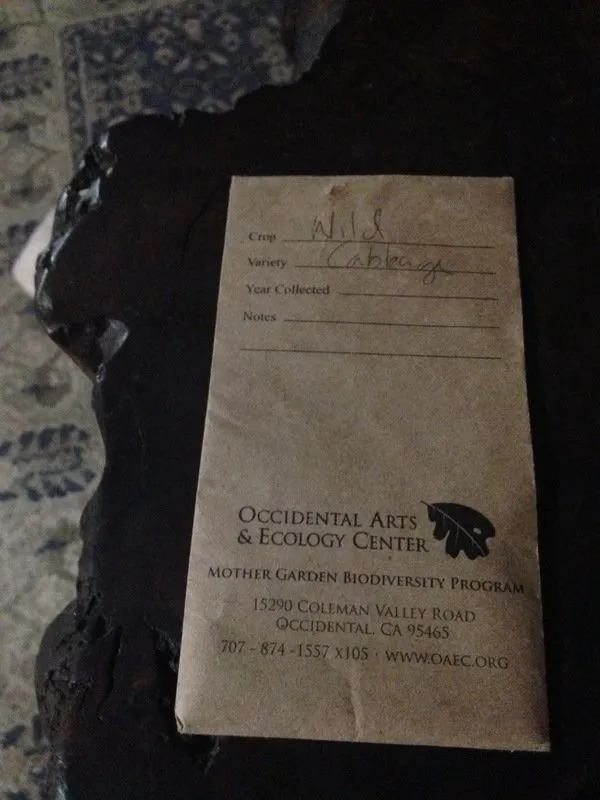 Crop Wild
Variety Cabbage
Year Collected
Notes
OCCIDENTAL ARTS
& ECOLOGY CENTER
MOTHER GARDEN BIODIVERSITY PROGRAM
15290 COLEMAN VALLEY ROAD
OCCIDENTAL, CA 95465
707 - 874 -1557 X105 · WWW.OAEC.ORG